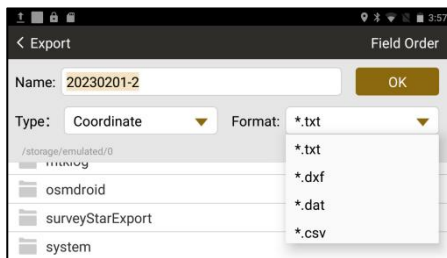 3:57
< Export Field Order
Name: 20230201-2 OK
Type: Coordinate Format: *.txt
/storage/emulated/0
*.txt
mtklog
*.dxf
osmdroid
*.dat
surveyStarExport
*.csv
system